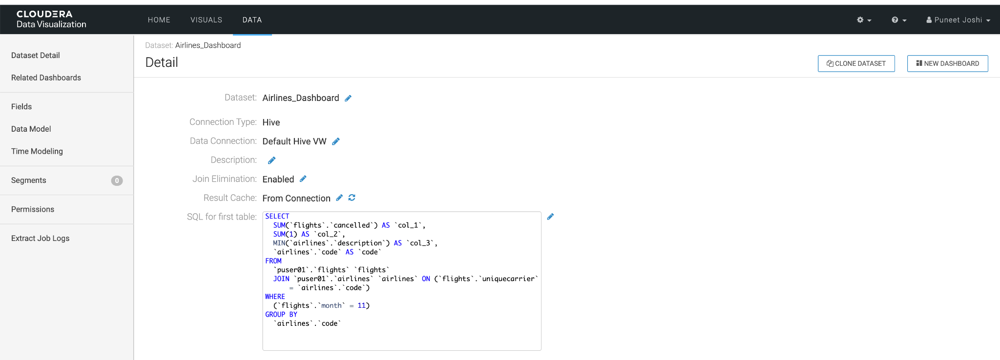 CLOUDERA
Data Visualization
HOME VISUALS DATA
Puneet Joshi
Dataset Detail
Related Dashboards
Fields
Data Model
Time Modeling
Segments 0
Permissions
Extract Job Logs
Dataset: Airlines_Dashboard
Detail
CLONE DATASET NEW DASHBOARD
Dataset: Airlines_Dashboard
Connection Type: Hive
Data Connection: Default Hive VW
Description:
Join Elimination: Enabled
Result Cache: From Connection
SQL for first table:
SELECT
SUM(`flights`.`cancelled`) AS `col_1`,
SUM(1) AS `col_2`,
MIN(`airlines`.`description`) AS `col_3`,
`airlines`.`code` AS `code`
FROM
`puser01`.`flights` `flights`
JOIN `puser01`.`airlines` `airlines` ON (`flights`.`uniquecarrier`
= `airlines`.`code`)
WHERE
(`flights`.`month` = 11)
GROUP BY
`airlines`.`code`